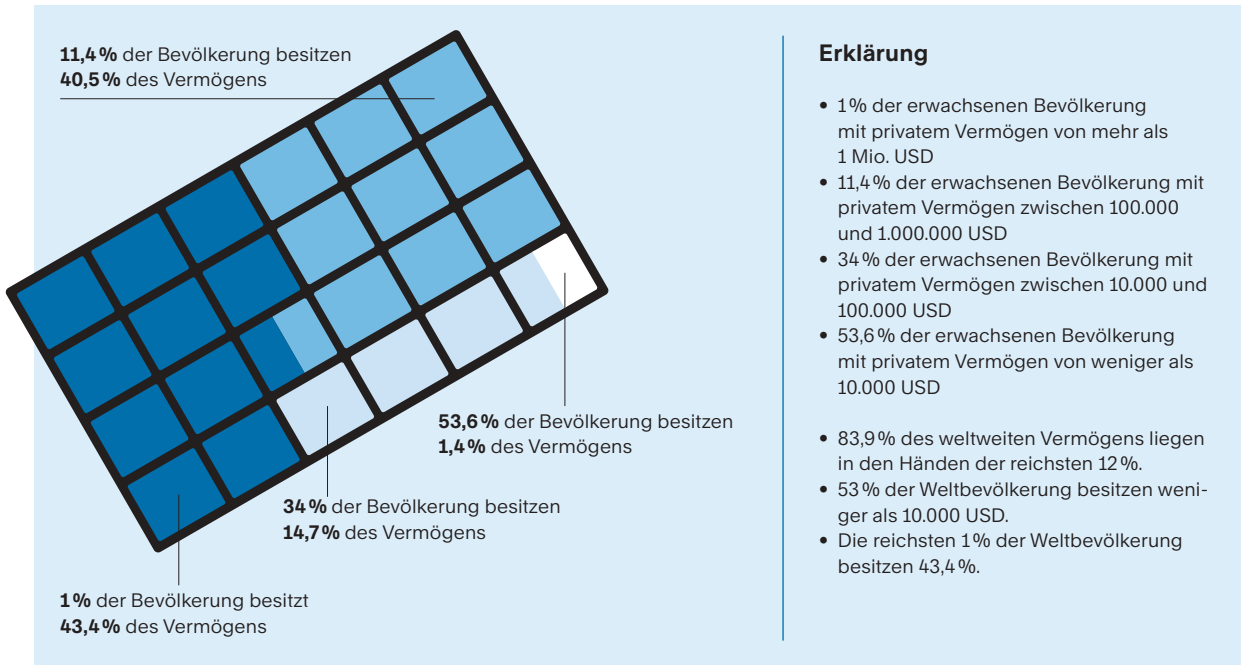 11,4 % der Bevölkerung besitzen
40,5 % des Vermögens
53,6 % der Bevölkerung besitzen
1,4 % des Vermögens
34 % der Bevölkerung besitzen
14,7 % des Vermögens
1 % der Bevölkerung besitzt
43,4 % des Vermögens
Erklärung
• 1 % der erwachsenen Bevölkerung
mit privatem Vermögen von mehr als
1 Mio. USD
• 11,4 % der erwachsenen Bevölkerung mit
privatem Vermögen zwischen 100.000
und 1.000.000 USD
• 34 % der erwachsenen Bevölkerung mit
privatem Vermögen zwischen 10.000 und
100.000 USD
• 53,6 % der erwachsenen Bevölkerung
mit privatem Vermögen von weniger als
10.000 USD
• 83,9 % des weltweiten Vermögens liegen
in den Händen der reichsten 12 %.
• 53 % der Weltbevölkerung besitzen weni-
ger als 10.000 USD.
• Die reichsten 1 % der Weltbevölkerung
besitzen 43,4 %.